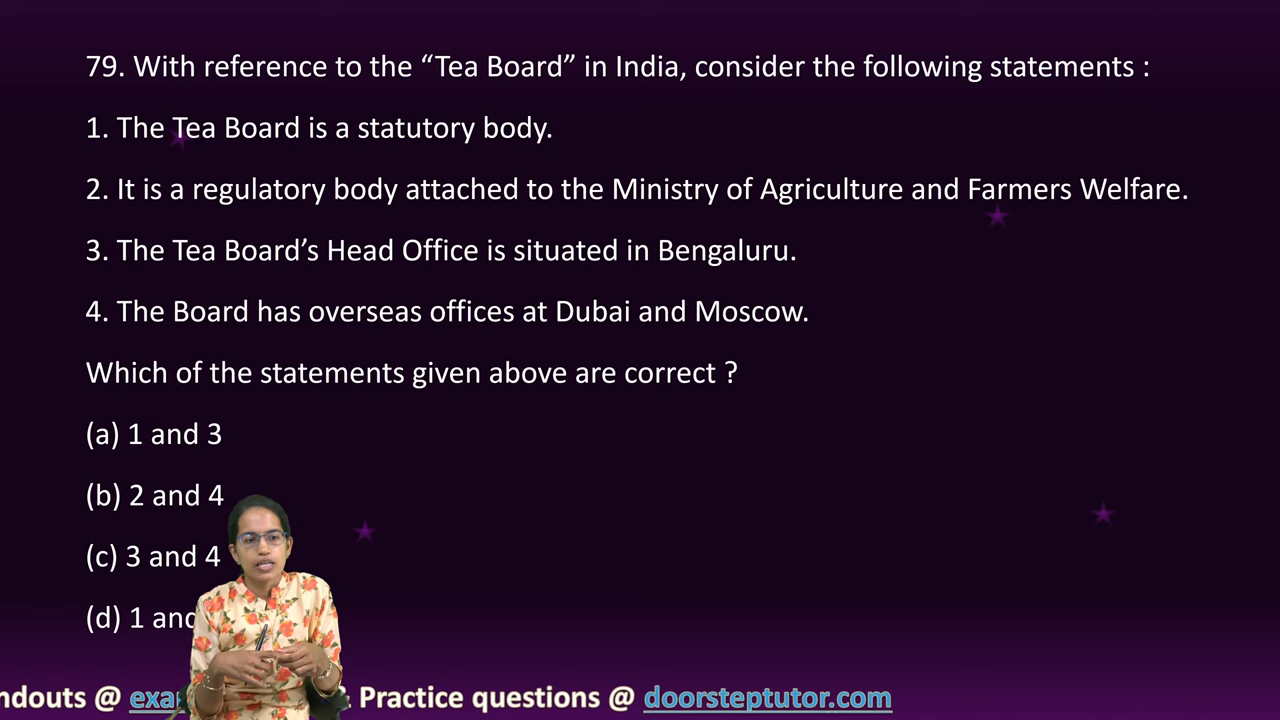 79. With reference to the “Tea Board” in India, consider the following statements :
1. The Tea Board is a statutory body.
2. It is a regulatory body attached to the Ministry of Agriculture and Farmers Welfare.
3. The Tea Board’s Head Office is situated in Bengaluru.
4. The Board has overseas offices at Dubai and Moscow.
Which of the statements given above are correct ?
(a) 1 and 3
(b) 2 and 4
(c) 3 and 4
(d) 1 and
@ Practice questions @ doorsteptutor.com